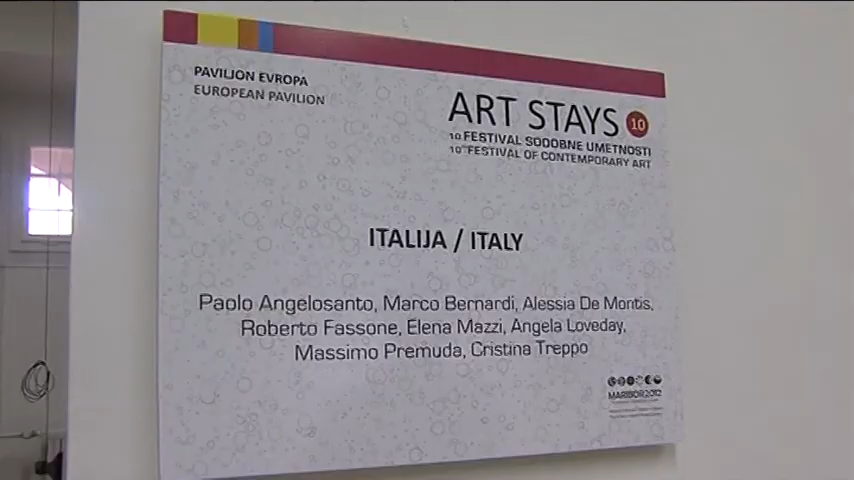 PAVILJON EVROPA
EUROPEAN PAVILION
ART STAYS 10
10. FESTIVAL SODOBNE UMETNOSTI
10TH FESTIVAL OF CONTEMPORARY ART
ITALIJA / ITALY
Paolo Angelosanto, Marco Bernardi, Alessia De Montis,
Roberto Fassone, Elena Mazzi, Angela Loveday,
Massimo Premuda, Cristina Treppo
MARIBOR2012